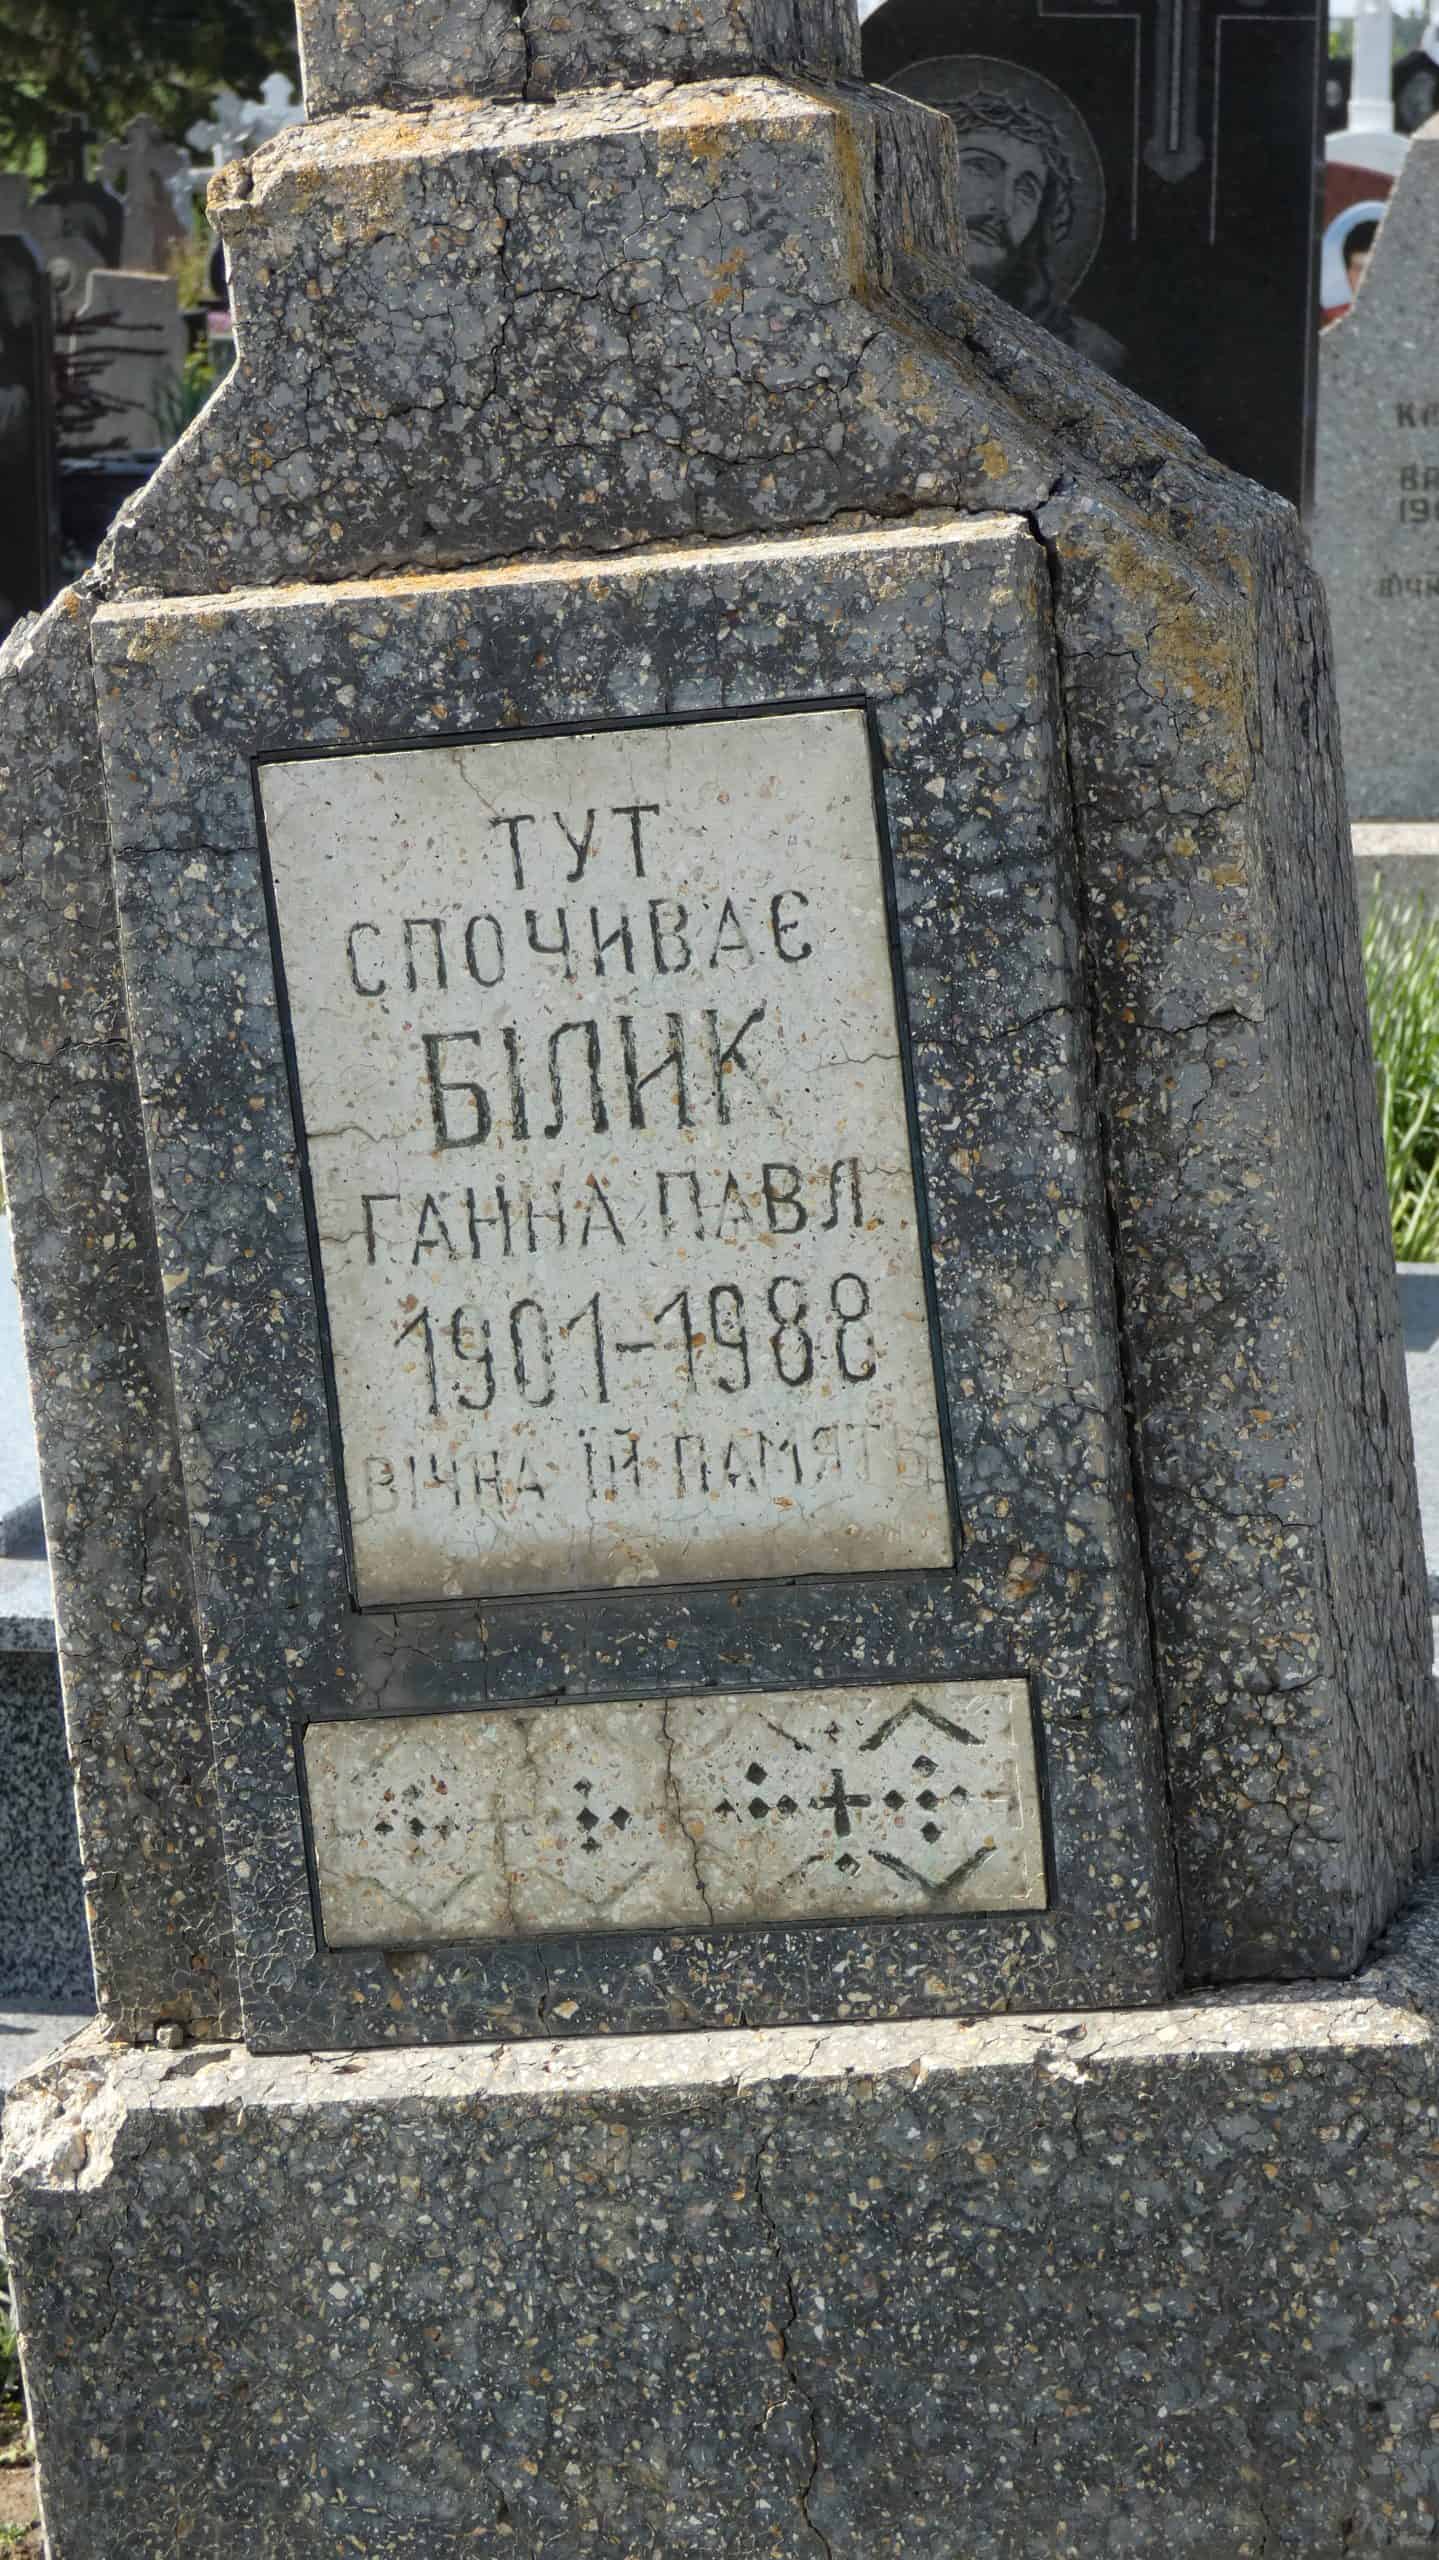 ТУТ
СПОЧИВАЄ
БІЛИК
ГАННА ПАВЛ.
1901-1988
ВІЧНА ЇЙ ПАМЯТЬ